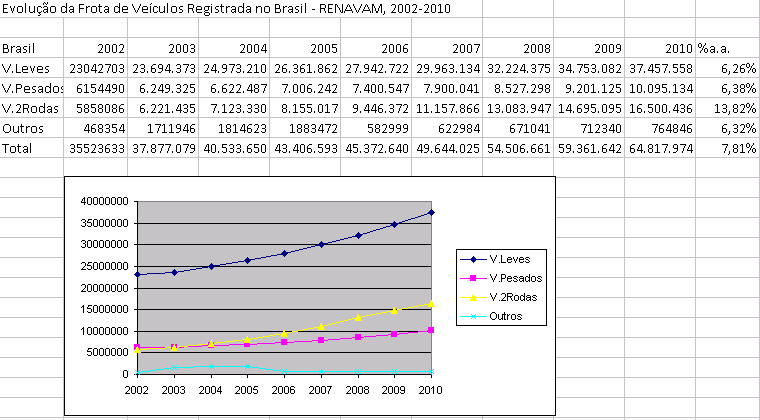 Evolução da Frota de Veículos Registrada no Brasil - RENAVAM, 2002-2010
Brasil 2002 2003 2004 2005 2006 2007 2008 2009 2010 %a.a.
V.Leves 23042703 23.694.373 24.973.210 26.361.862 27.942.722 29.963.134 32.224.375 34.753.082 37.457.558 6,26%
V.Pesados 6154490 6.249.325 6.622.487 7.006.242 7.400.547 7.900.041 8.527.298 9.201.125 10.095.134 6,38%
V.2Rodas 5858086 6.221.435 7.123.330 8.155.017 9.446.372 11.157.866 13.083.947 14.695.095 16.500.436 13,82%
Outros 468354 1711946 1814623 1883472 582999 622984 671041 712340 764846 6,32%
Total 35523633 37.877.079 40.533.650 43.406.593 45.372.640 49.644.025 54.506.661 59.361.642 64.817.974 7,81%
40000000
35000000
30000000
25000000
20000000
15000000
10000000
5000000
0
2002 2003 2004 2005 2006 2007 2008 2009 2010
V.Leves
V.Pesados
V.2Rodas
Outros